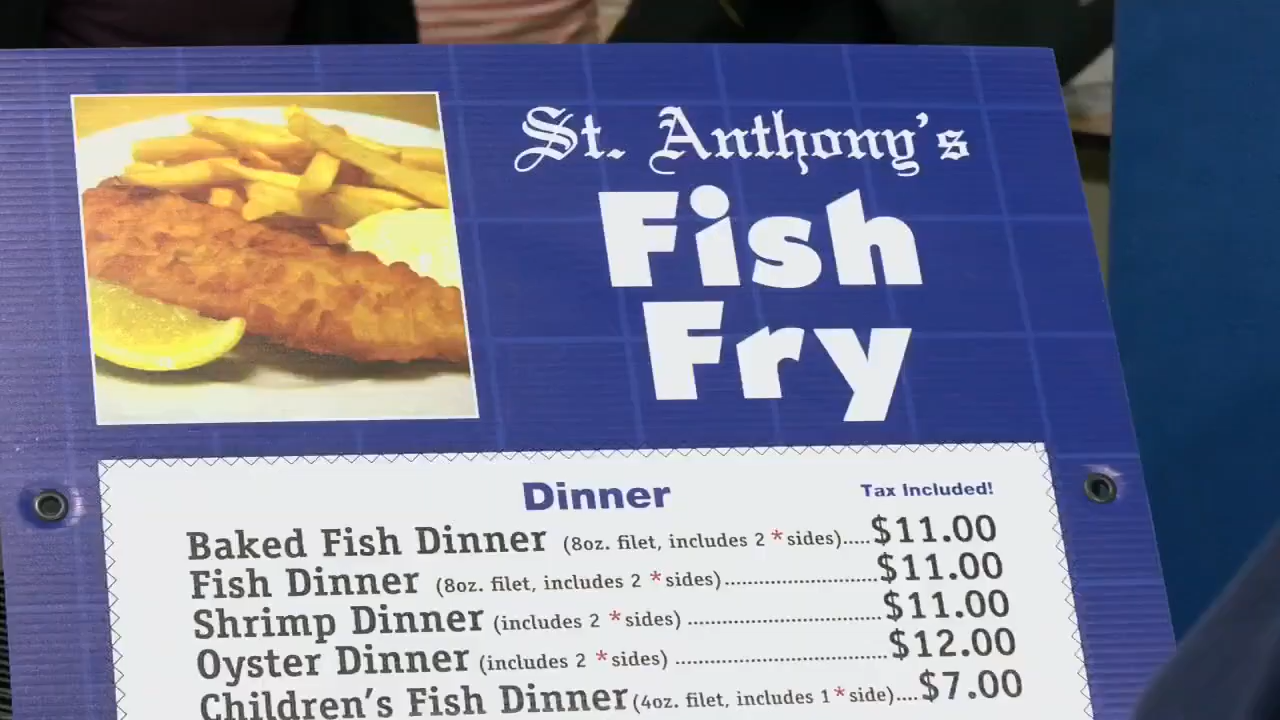 St. Anthony's
Fish
Fry
Dinner
Tax Included!
Baked Fish Dinner (8oz. filet, includes 2 *sides).....$11.00
Fish Dinner (8oz. filet, includes 2 *sides)............................$11.00
Shrimp Dinner (includes 2 *sides) ...................................$11.00
Oyster Dinner (includes 2 *sides) ......................................$12.00
Children's Fish Dinner (4oz. filet, includes 1 *side)....$7.00